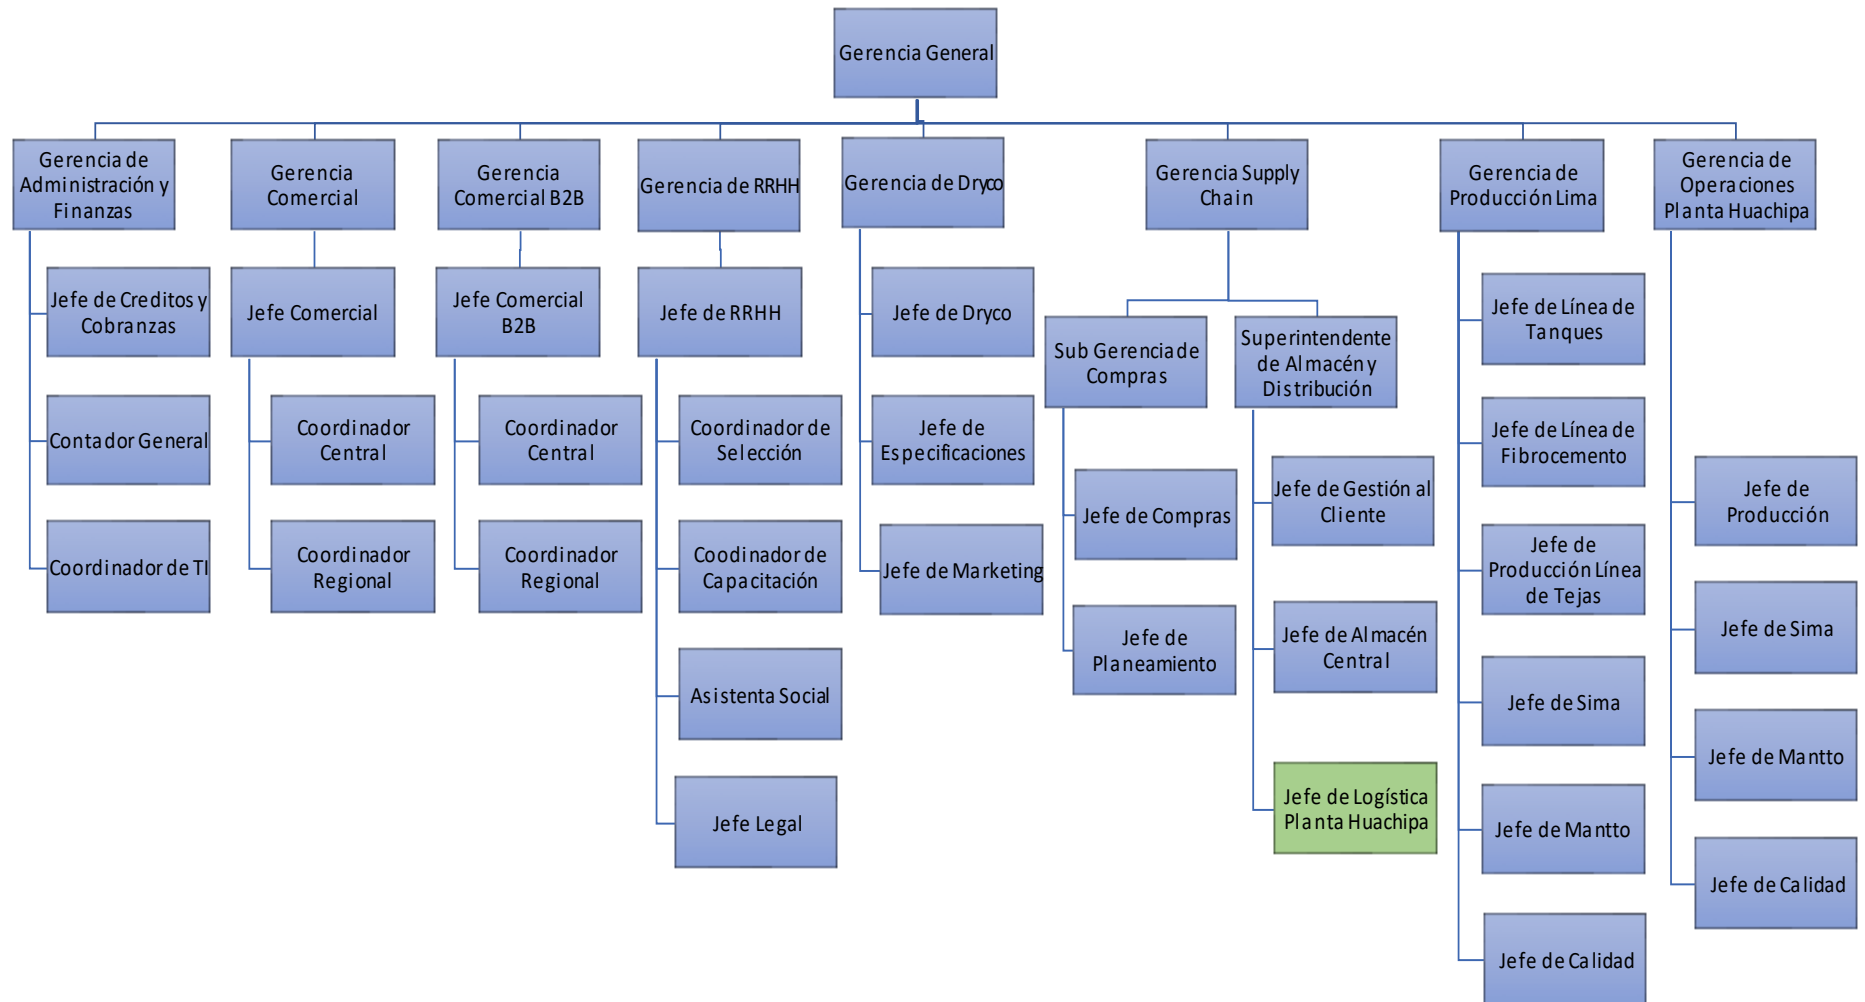 Gerencia General
Gerencia de
Administración y
Finanzas
Gerencia
Comercial
Gerencia
Comercial B2B
Gerencia de RRHH
Gerencia de Dryco
Gerencia Supply
Chain
Gerencia de
Producción Lima
Gerencia de
Operaciones
Planta Huachipa
Jefe de Creditos y
Cobranzas
Contador General
Coordinador de TI
Jefe Comercial
Coordinador
Central
Coordinador
Regional
Jefe Comercial
B2B
Coordinador
Central
Coordinador
Regional
Jefe de RRHH
Coordinador de
Selección
Coodinador de
Capacitación
Asistenta Social
Jefe Legal
Jefe de Dryco
Jefe de
Especificaciones
Jefe de Marketing
Sub Gerencia de
Compras
Jefe de Compras
Jefe de
Planeamiento
Superintendente
de Almacén y
Distribución
Jefe de Gestión al
Cliente
Jefe de Almacén
Central
Jefe de Logística
Planta Huachipa
Jefe de Línea de
Tanques
Jefe de Línea de
Fibrocemento
Jefe de
Producción Línea
de Tejas
Jefe de Sima
Jefe de Mantto
Jefe de Calidad
Jefe de
Producción
Jefe de Sima
Jefe de Mantto
Jefe de Calidad